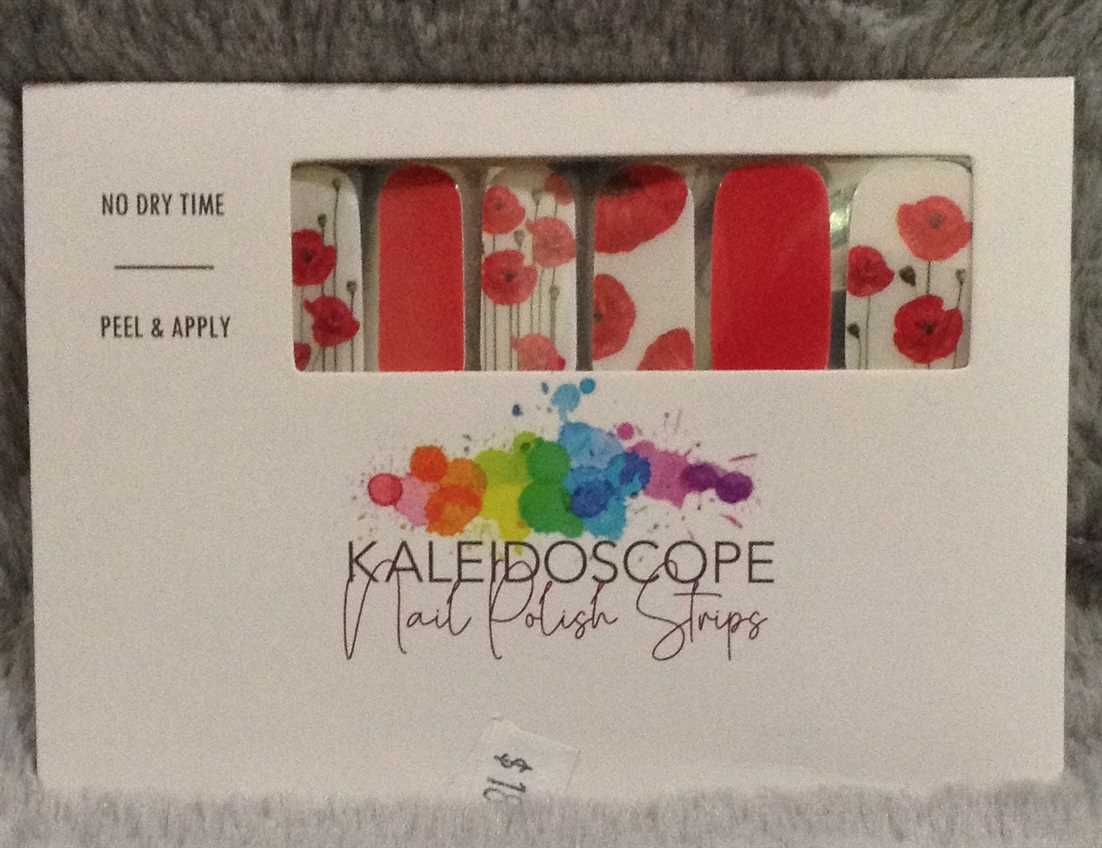 NO DRY TIME
PEEL & APPLY
KALEIDOSCOPE
Nail Polish Strips